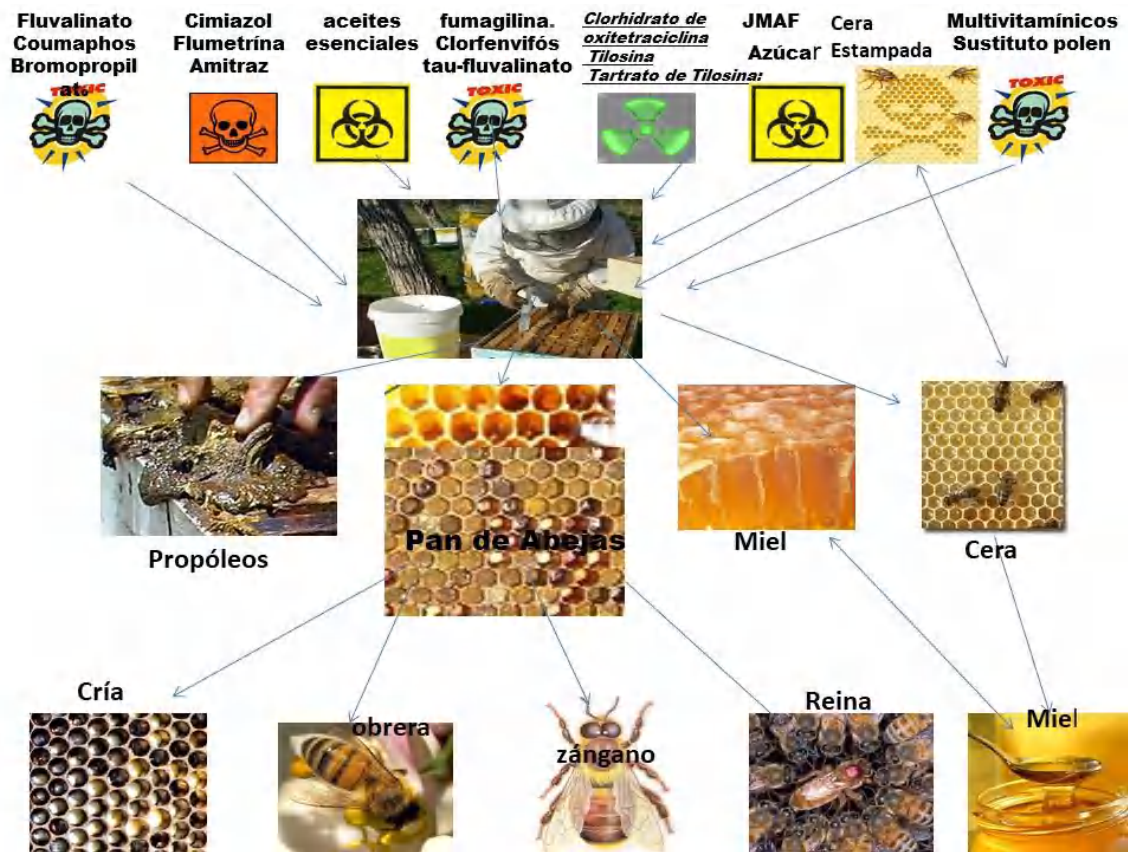 Fluvalinato
Coumaphos
Bromopropil
ato
TOXIC
Cimiazol
Flumetrína
Amitraz
aceites
esenciales
fumagilina.
Clorfenvifós
tau-fluvalinato
TOXIC
Clorhidrato de
oxitetraciclina
Tilosina
Tartrato de Tilosina:
JMAF
Azúcar
Cera
Estampada
Multivitamínicos
Sustituto polen
TOXIC
Propóleos
Pan de Abejas
Miel
Cera
Cría
obrera
zángano
Reina
Miel